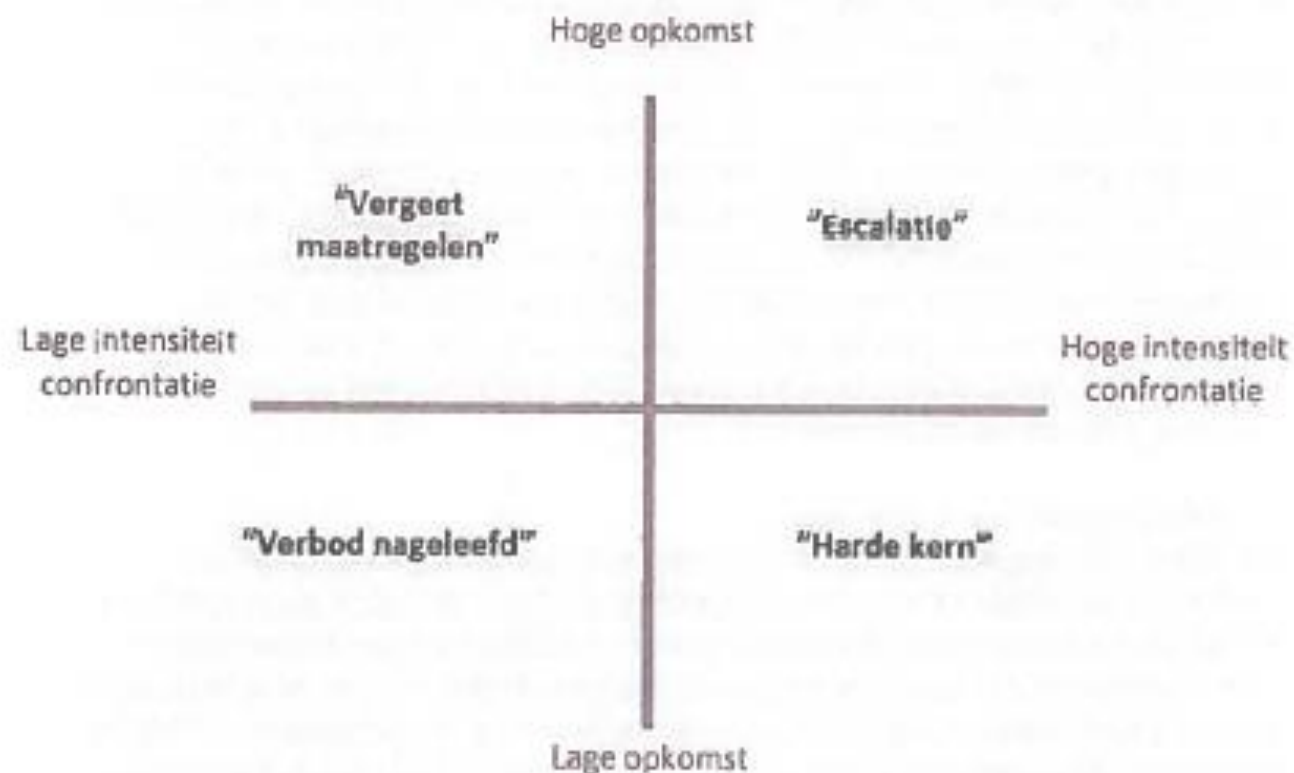 Hoge opkomst
"Vergeet
maatregelen"
"Escalatie"
Lage intensiteit
confrontatie
Hoge intensiteit
confrontatie
"Verbod nageleefd"
"Harde kern"
Lage opkomst